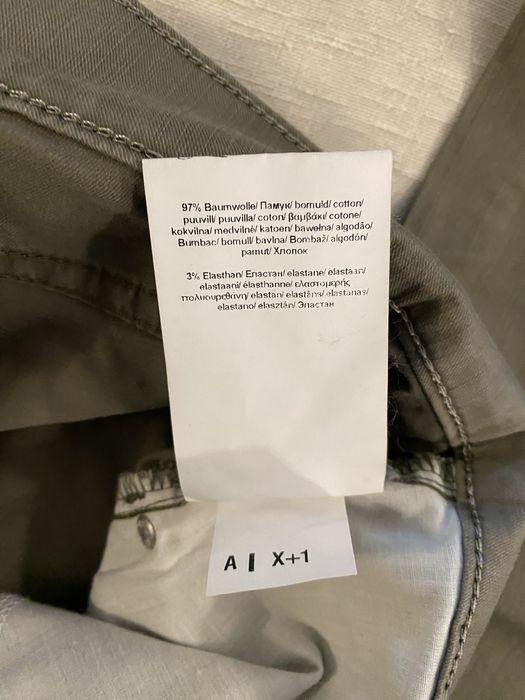 97% Baumwolle/ Памук/ bomuld/ cotton/
puuvill/ puuvilla/ coton/ βαμβάκι/ cotone/
kokvilna/ medvilnė/ katoen/ bawełna/ algodão/
Bumbac/ bomull/ bavlna/ Bombaž/ algodón/
pamut/ Хлопок
3% Elasthan/ Еластан/ elastane/ elastaan/
elastaani/ élasthanne/ ελαστομερής
πολυουρεθάνη/ elastan/ elastāns/ elastanas/
elastano/ elasztán/ Эластан
A I X+1